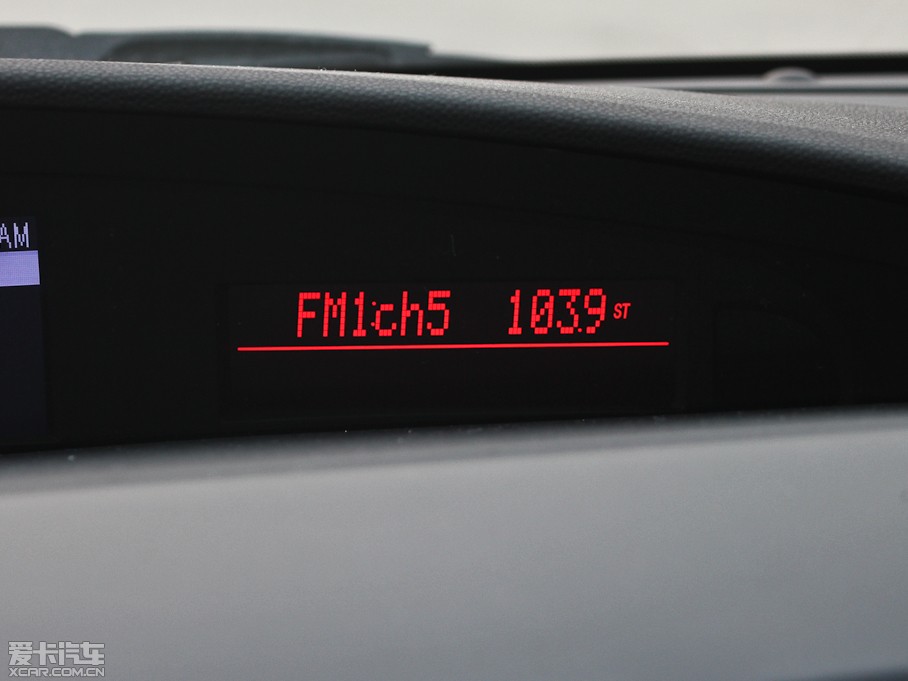 AM
FM1:ch5 103.9 ST
爱卡汽车
XCAR.COM.CN